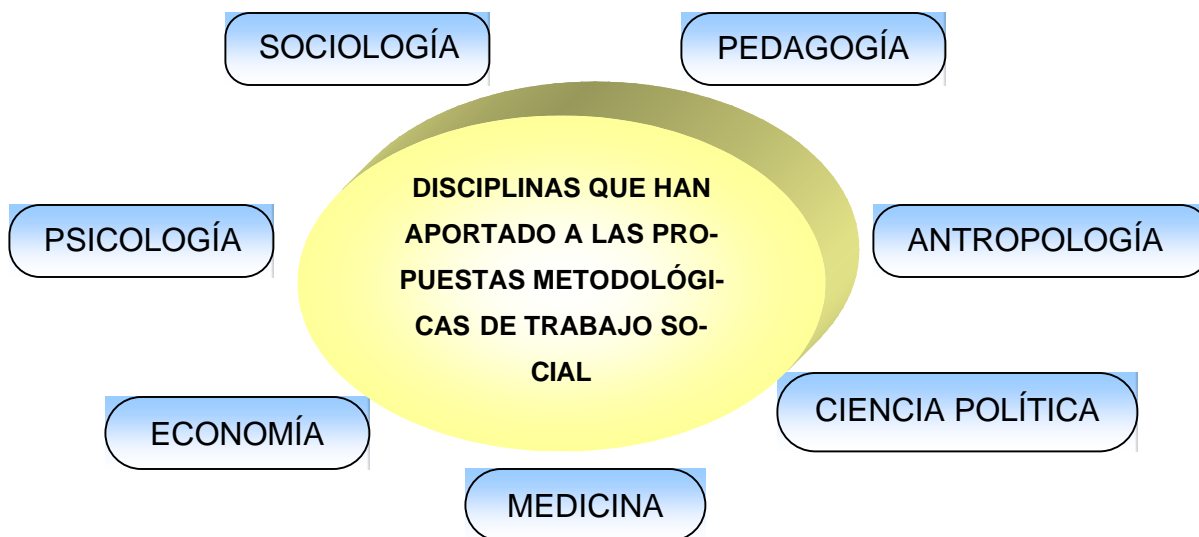 SOCIOLOGÍA
PEDAGOGÍA
DISCIPLINAS QUE HAN
APORTADO A LAS PRO-
PUESTAS METODOLÓGI-
CAS DE TRABAJO SO-
CIAL
PSICOLOGÍA
ANTROPOLOGÍA
ECONOMÍA
CIENCIA POLÍTICA
MEDICINA